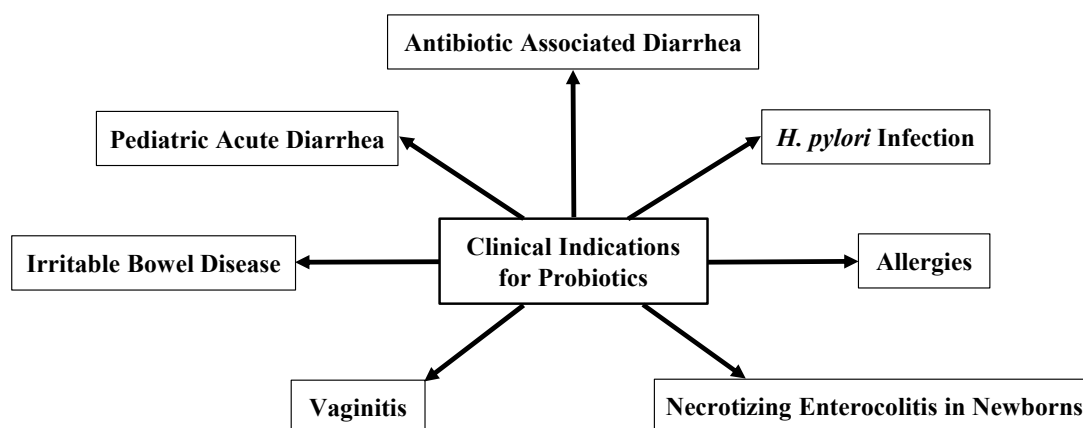 Antibiotic Associated Diarrhea
Pediatric Acute Diarrhea
H. pylori Infection
Clinical Indications
for Probiotics
Irritable Bowel Disease
Allergies
Vaginitis
Necrotizing Enterocolitis in Newborns